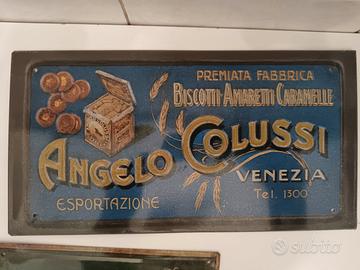 PREMIATA FABBRICA
BISCOTTI-AMARETTI CARAMELLE
ANGELO COLUSSI
ESPORTAZIONE
VENEZIA
Tel. 1300
subito